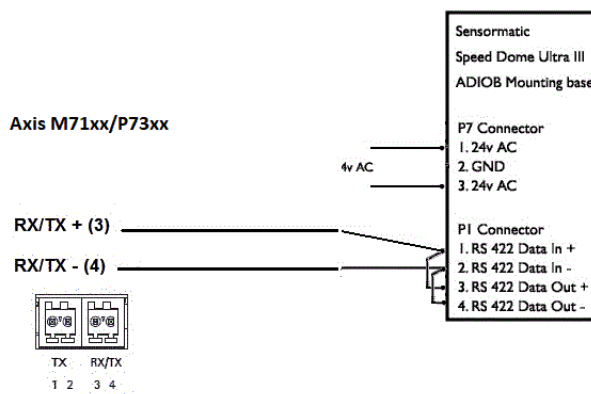 Sensormatic
Speed Dome Ultra III
ADIOB Mounting base
Axis M71xx/P73xx
P7 Connector
1. 24v AC
4v AC
2. GND
3. 24v AC
RX/TX + (3)
P1 Connector
1. RS 422 Data In +
RX/TX - (4)
2. RS 422 Data In -
3. RS 422 Data Out +
4. RS 422 Data Out -
TX RX/TX
1 2 3 4